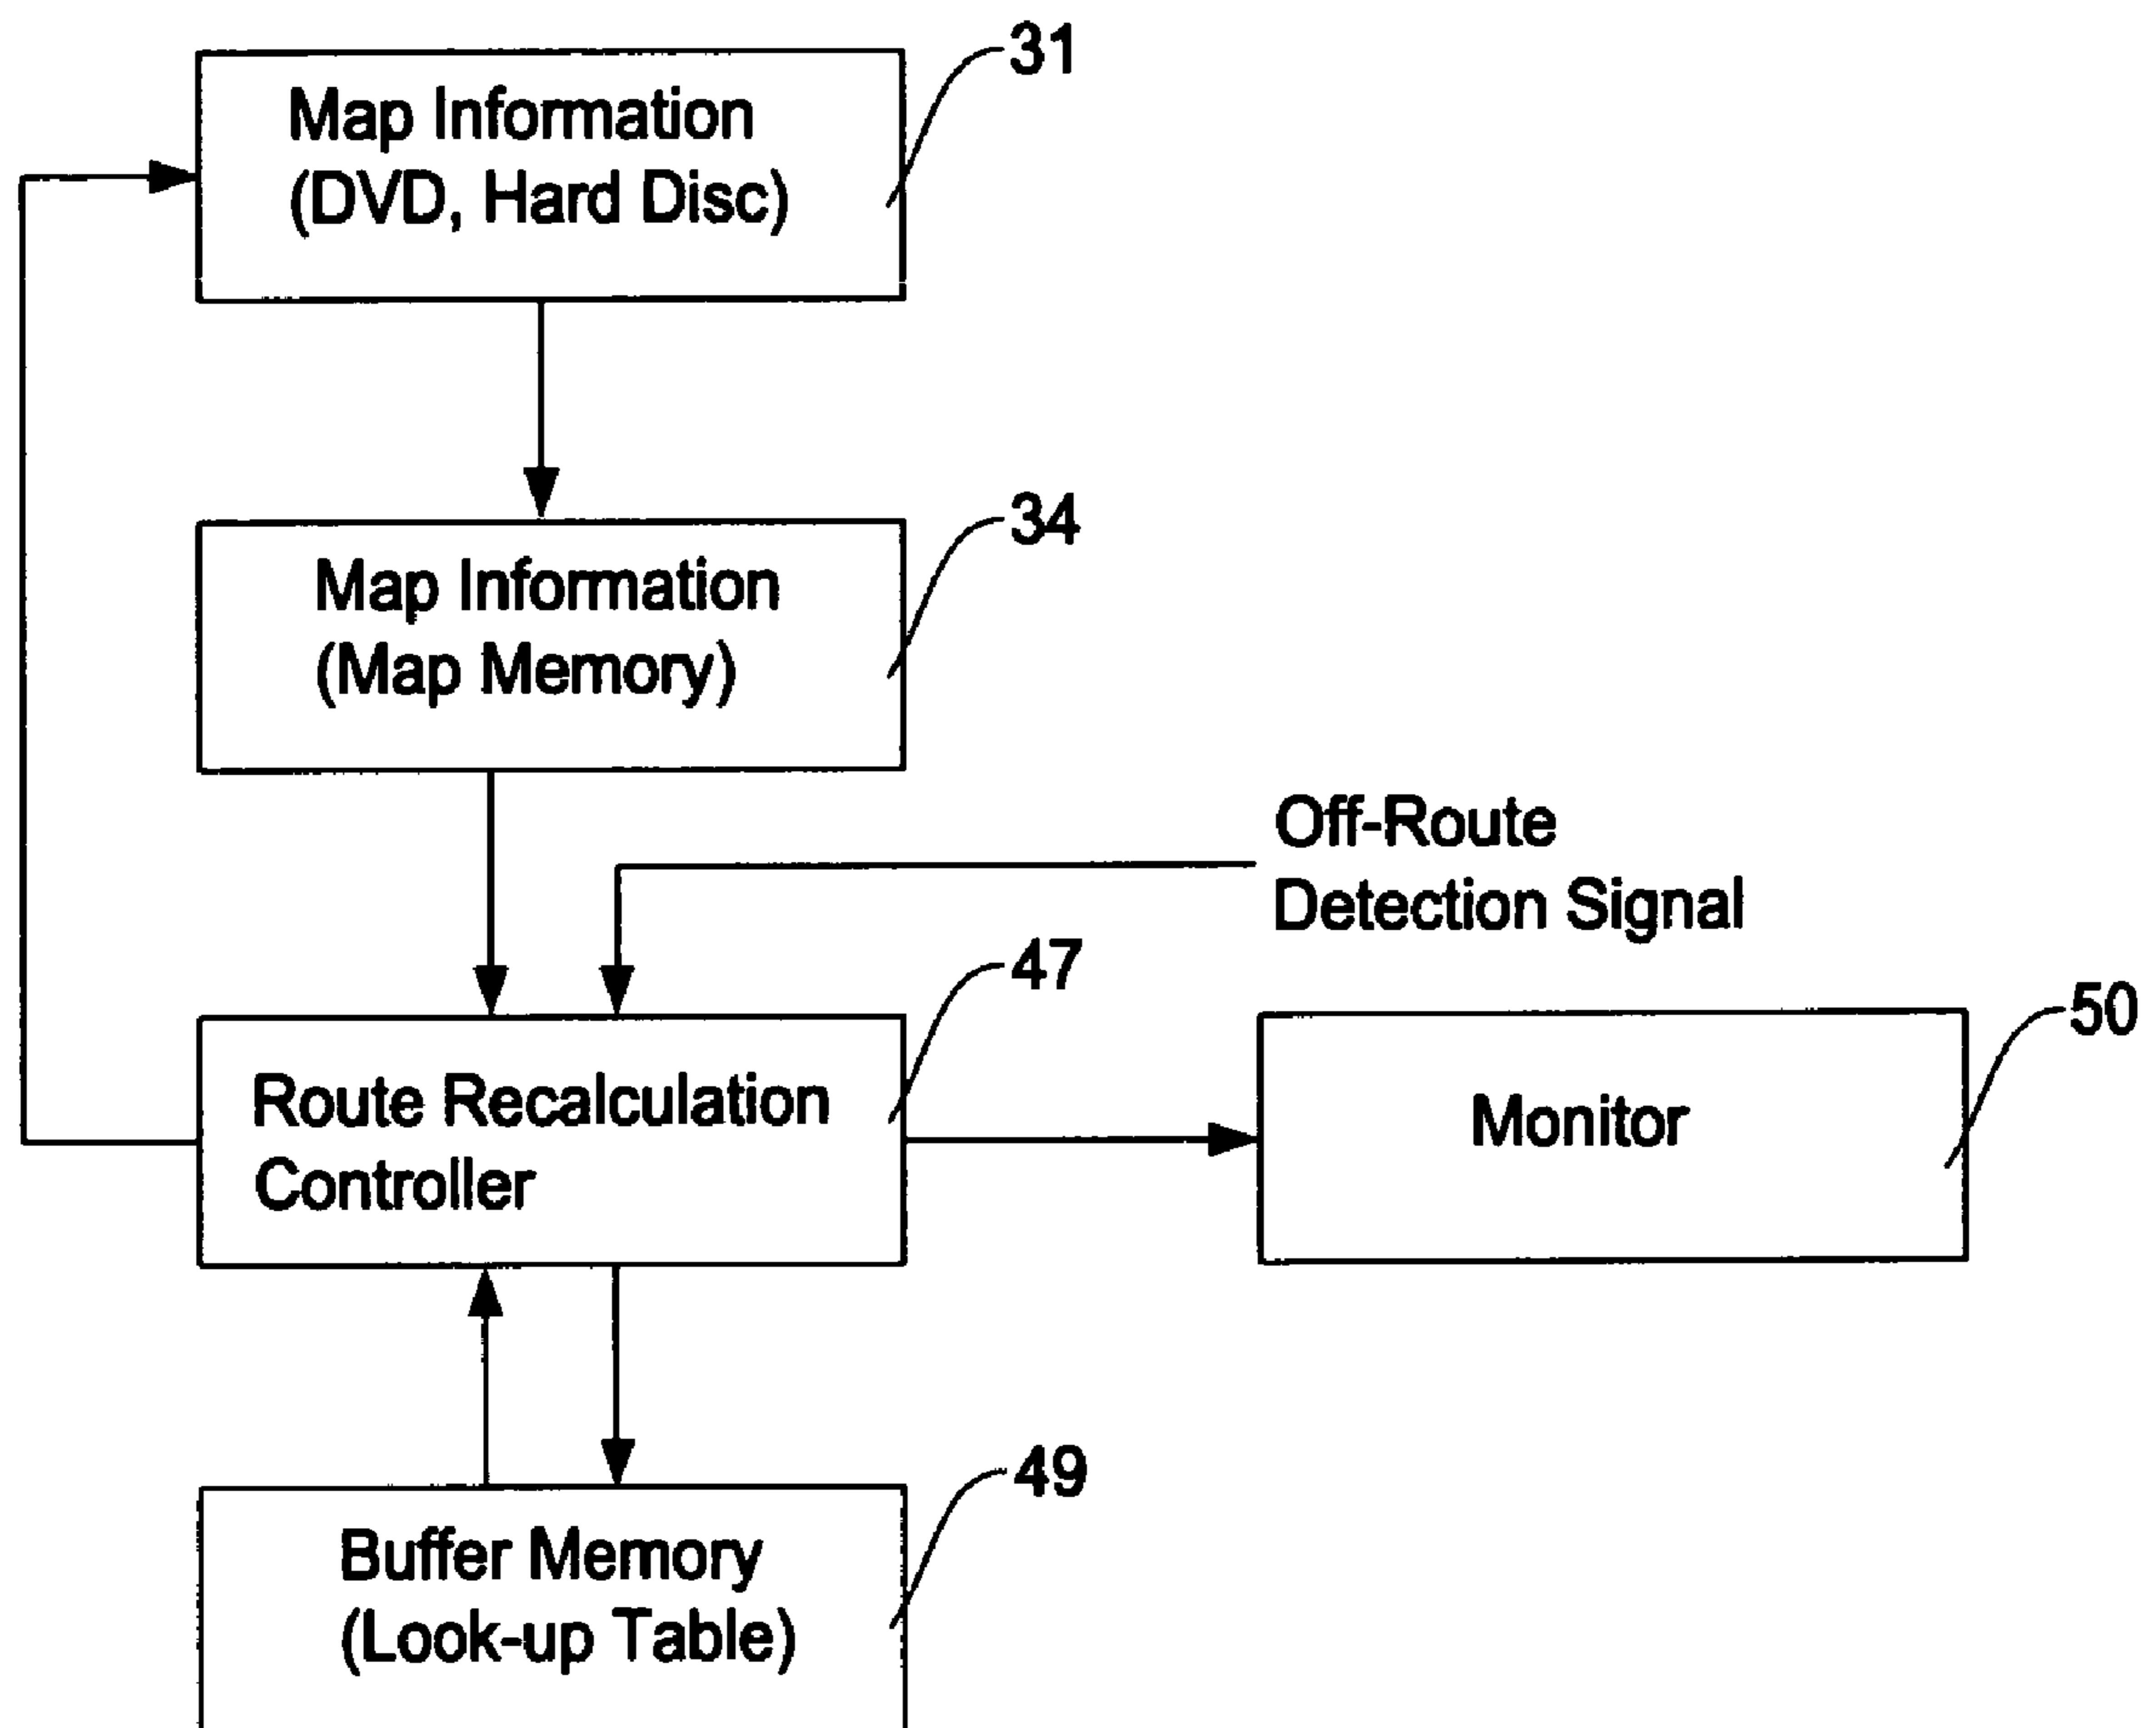 31
Map Information
(DVD, Hard Disc)
34
Map Information
(Map Memory)
Off-Route
Detection Signal
47
Route Recalculation
Controller
50
Monitor
49
Buffer Memory
(Look-up Table)